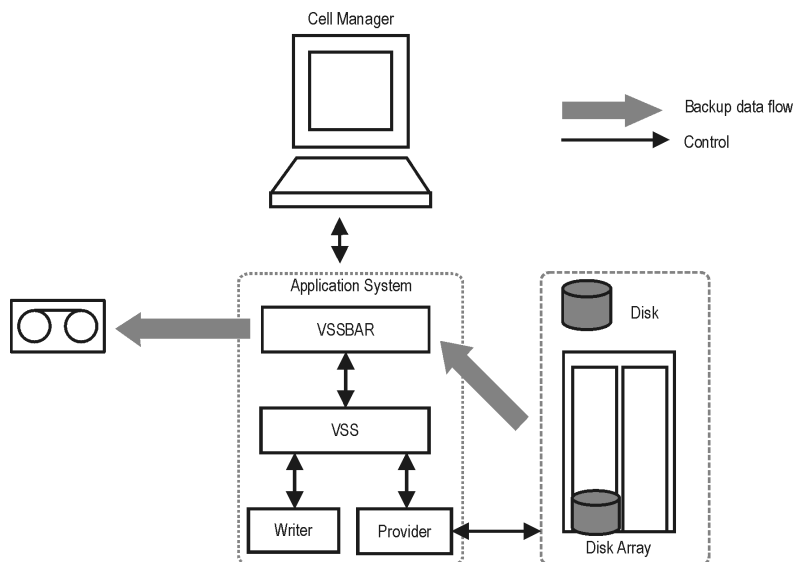 Cell Manager
Backup data flow
Control
Application System
VSSBAR
Disk
VSS
Writer
Provider
Disk Array